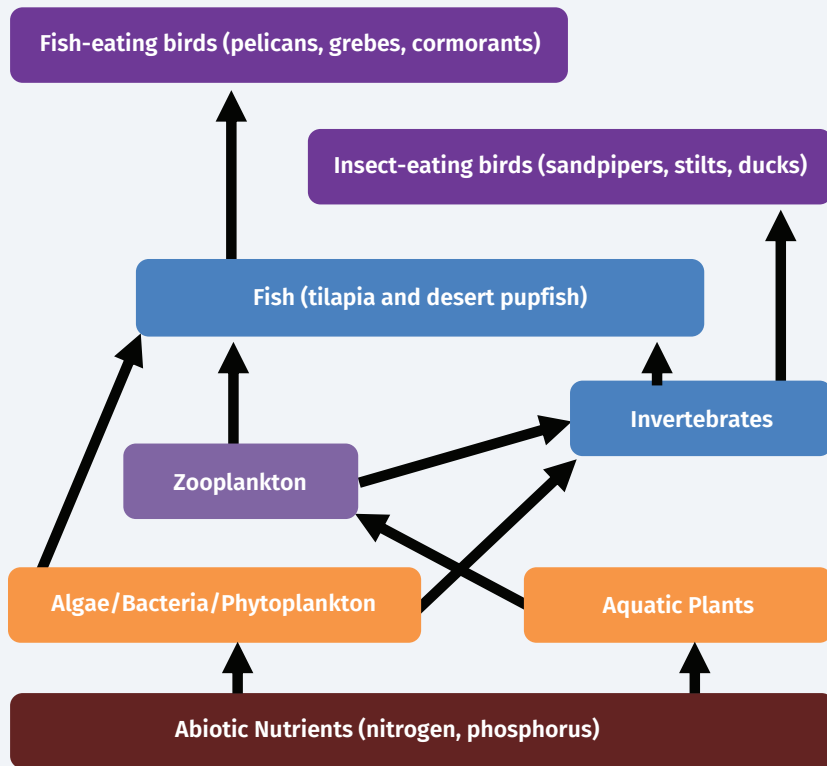 Fish-eating birds (pelicans, grebes, cormorants)
Insect-eating birds (sandpipers, stilts, ducks)
Fish (tilapia and desert pupfish)
Invertebrates
Zooplankton
Algae/Bacteria/Phytoplankton
Aquatic Plants
Abiotic Nutrients (nitrogen, phosphorus)